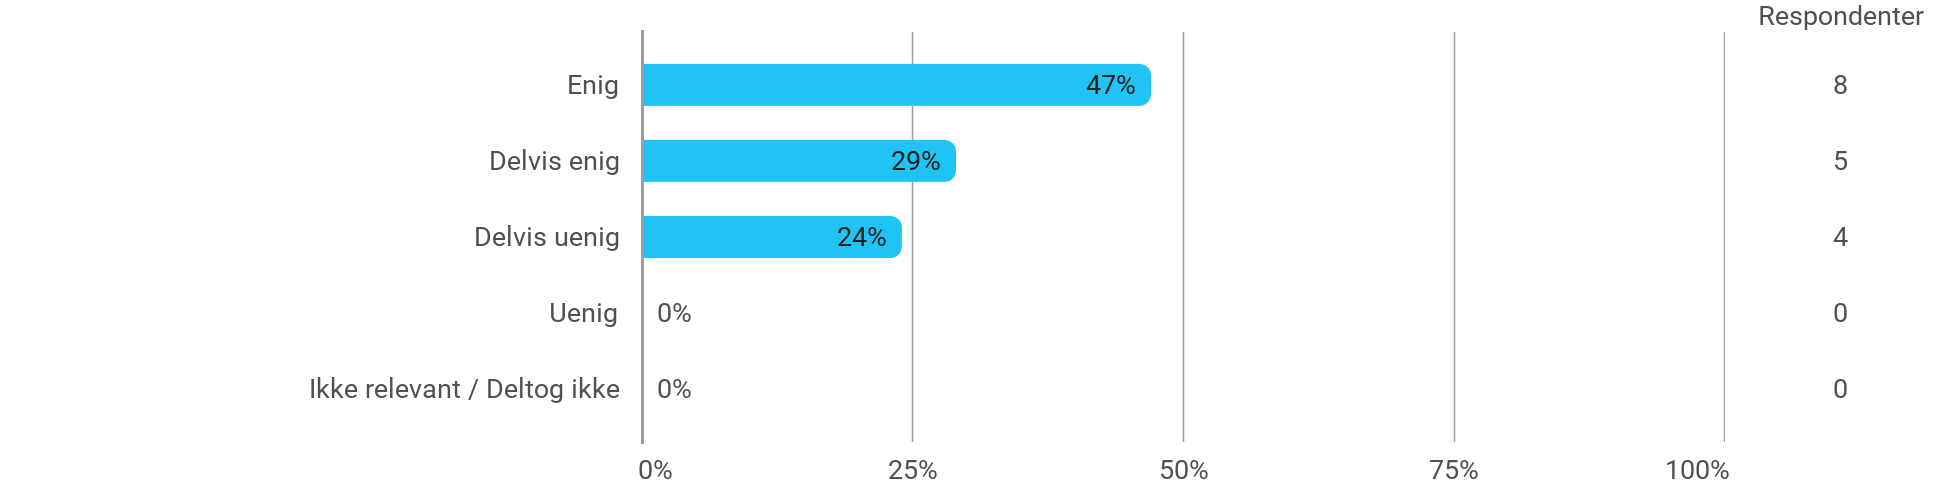 Respondenter
Enig 47% 8
Delvis enig 29% 5
Delvis uenig 24% 4
Uenig 0% 0
Ikke relevant / Deltog ikke 0% 0
0% 25% 50% 75% 100%